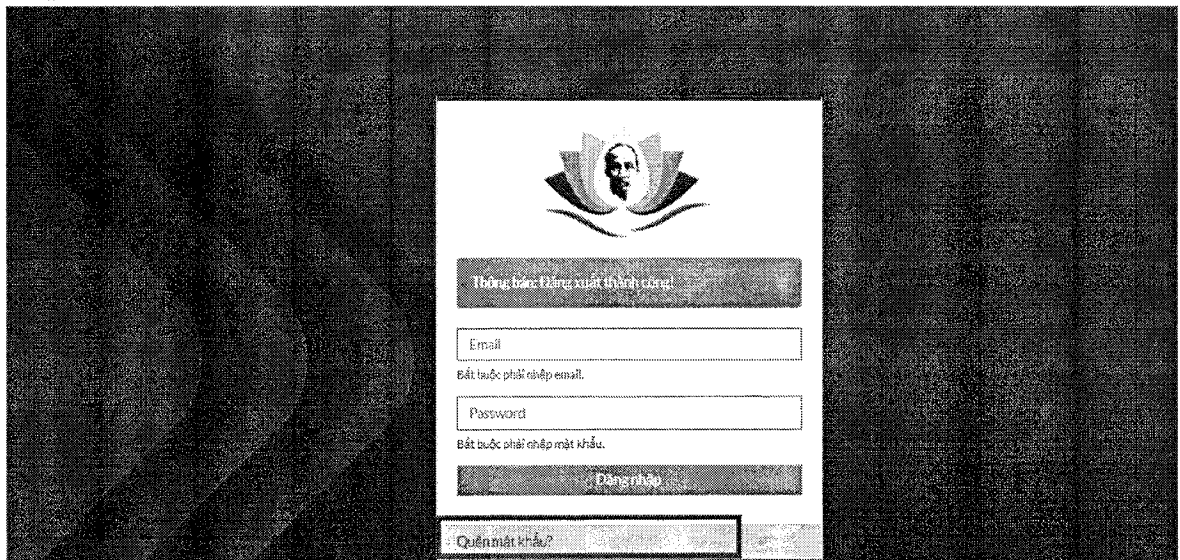 Thông báo: Đăng xuất thành công!
Email
Bắt buộc phải nhập email.
Password
Bắt buộc phải nhập mật khẩu.
Đăng nhập
Quên mật khẩu?